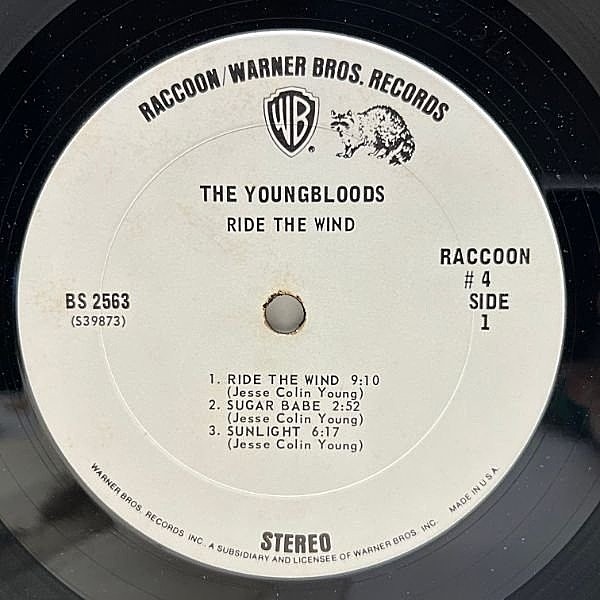 RACCOON/WARNER BROS. RECORDS
WB
®
THE YOUNGBLOODS
RIDE THE WIND
RACCOON
# 4
SIDE
1
BS 2563
(S39873)
1. RIDE THE WIND 9:10
(Jesse Colin Young)
2. SUGAR BABE 2:52
(Jesse Colin Young)
3. SUNLIGHT 6:17
(Jesse Colin Young)
STEREO
WARNER BROS. RECORDS INC., A SUBSIDIARY AND LICENSEE OF WARNER BROS. INC. MADE IN U.S.A.